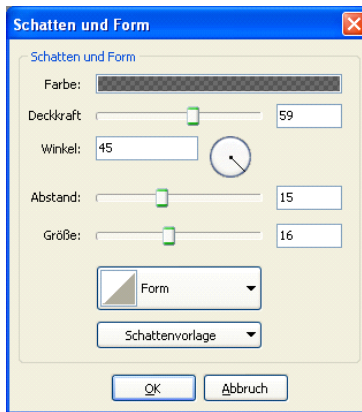 Schatten und Form
Schatten und Form
Farbe:
Deckkraft 59
Winkel: 45
Abstand: 15
Größe: 16
Form
Schattenvorlage
OK Abbruch